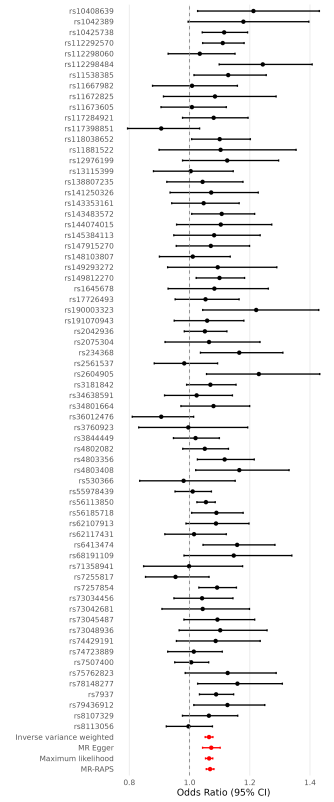 rs10408639
rs1042389
rs10425738
rs112292570
rs112298060
rs112298484
rs11538385
rs11667982
rs11672825
rs11673605
rs117284921
rs117398851
rs118038652
rs11881522
rs12976199
rs13115399
rs138807235
rs141250326
rs143353161
rs143483572
rs144074015
rs145384113
rs147915270
rs148103807
rs149293272
rs149812270
rs1645678
rs17726493
rs190003323
rs191070943
rs2042936
rs2075304
rs234368
rs2561537
rs2604905
rs3181842
rs34638591
rs34801664
rs36012476
rs3760923
rs3844449
rs4802082
rs4803356
rs4803408
rs530366
rs55978439
rs56113850
rs56185718
rs62107913
rs62117431
rs6413474
rs68191109
rs71358941
rs7255817
rs7257854
rs73034456
rs73042681
rs73045487
rs73048936
rs74429191
rs74723889
rs7507400
rs75762823
rs78148277
rs7937
rs79436912
rs8107329
rs8113056
Inverse variance weighted
MR Egger
Maximum likelihood
MR-RAPS
0.8 1.0 1.2 1.4
Odds Ratio (95% CI)